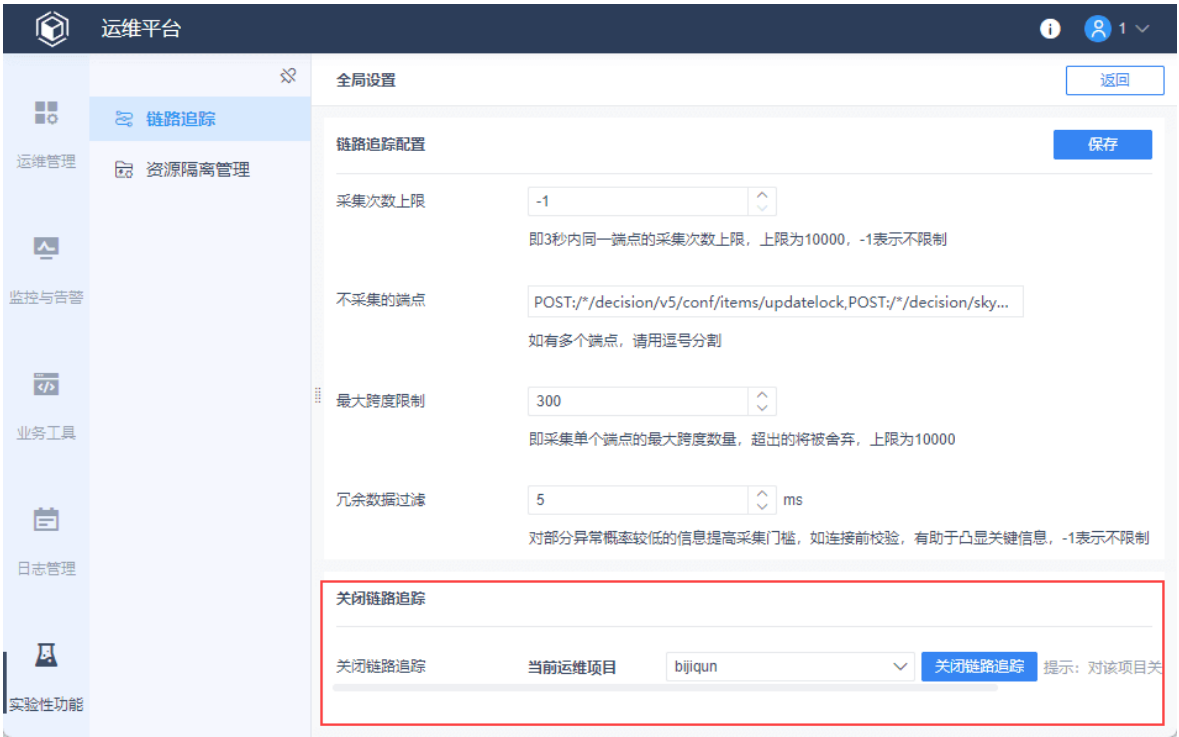 运维平台
1
运维管理
监控与告警
业务工具
日志管理
实验性功能
链路追踪
资源隔离管理
全局设置
返回
链路追踪配置
保存
采集次数上限
-1
即3秒内同一端点的采集次数上限，上限为10000，-1表示不限制
不采集的端点
POST:/*/decision/v5/conf/items/updatelock,POST:/*/decision/sky...
如有多个端点，请用逗号分割
最大跨度限制
300
即采集单个端点的最大跨度数量，超出的将被舍弃，上限为10000
冗余数据过滤
5 ms
对部分异常概率较低的信息提高采集门槛，如连接前校验，有助于凸显关键信息，-1表示不限制
关闭链路追踪
关闭链路追踪 当前运维项目 bijiqun 关闭链路追踪 提示：对该项目关